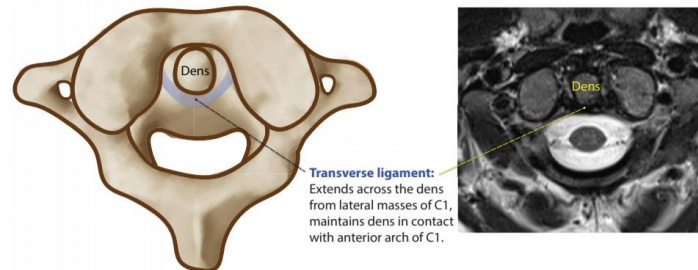 Dens
Dens
Transverse ligament:
Extends across the dens
from lateral masses of C1,
maintains dens in contact
with anterior arch of C1.